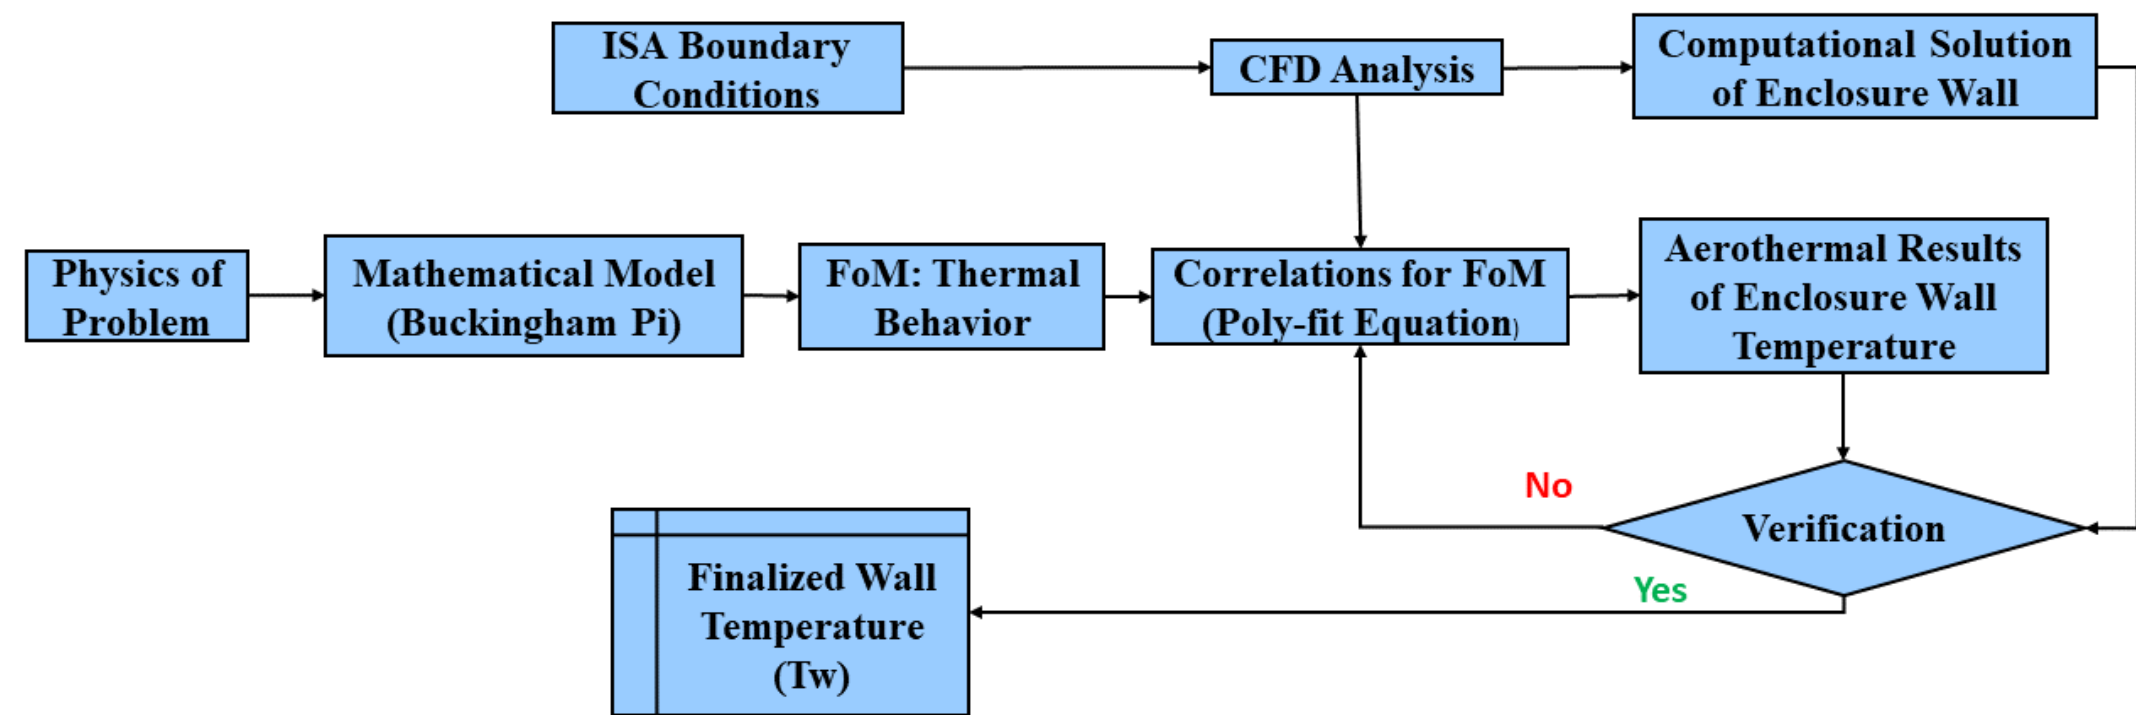 ISA Boundary
Conditions
CFD Analysis
Computational Solution
of Enclosure Wall
Physics of
Problem
Mathematical Model
(Buckingham Pi)
FoM: Thermal
Behavior
Correlations for FoM
(Poly-fit Equation)
Aerothermal Results
of Enclosure Wall
Temperature
No
Verification
Yes
Finalized Wall
Temperature
(Tw)